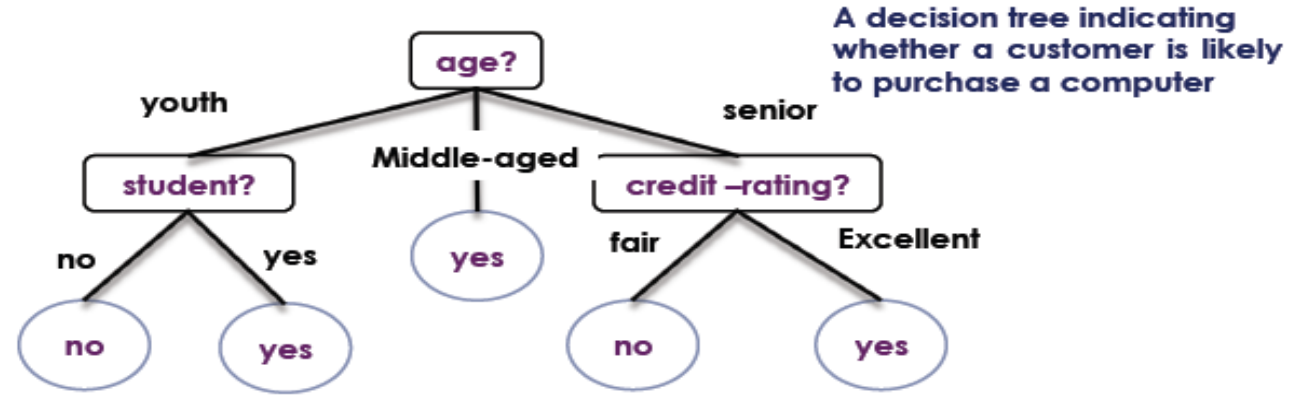 A decision tree indicating
whether a customer is likely
to purchase a computer
age?
youth
senior
Middle-aged
student?
credit –rating?
no
yes
fair
Excellent
no
yes
yes
no
yes